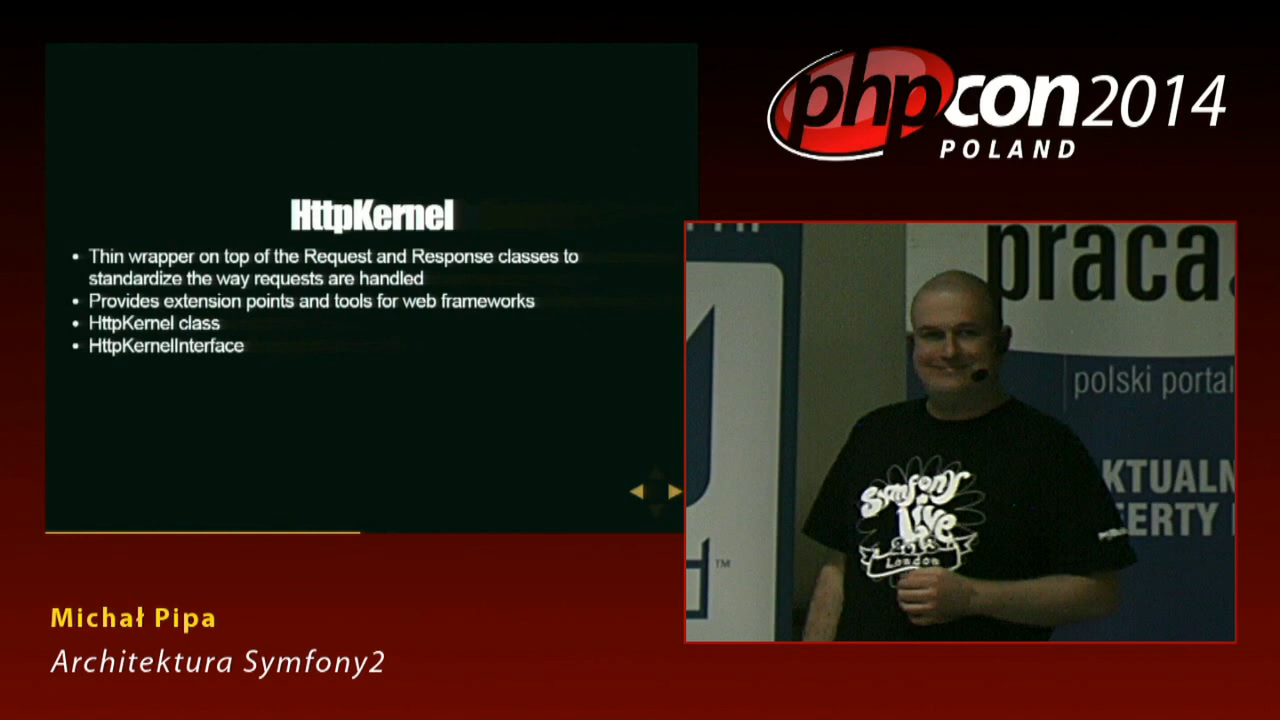 phpcon2014
POLAND
HttpKernel
• Thin wrapper on top of the Request and Response classes to
standardize the way requests are handled
• Provides extension points and tools for web frameworks
• HttpKernel class
• HttpKernelInterface
praca.
polski portal
KTUALN
FERTY
Symfony
Live
London
TM
Michał Pipa
Architektura Symfony2